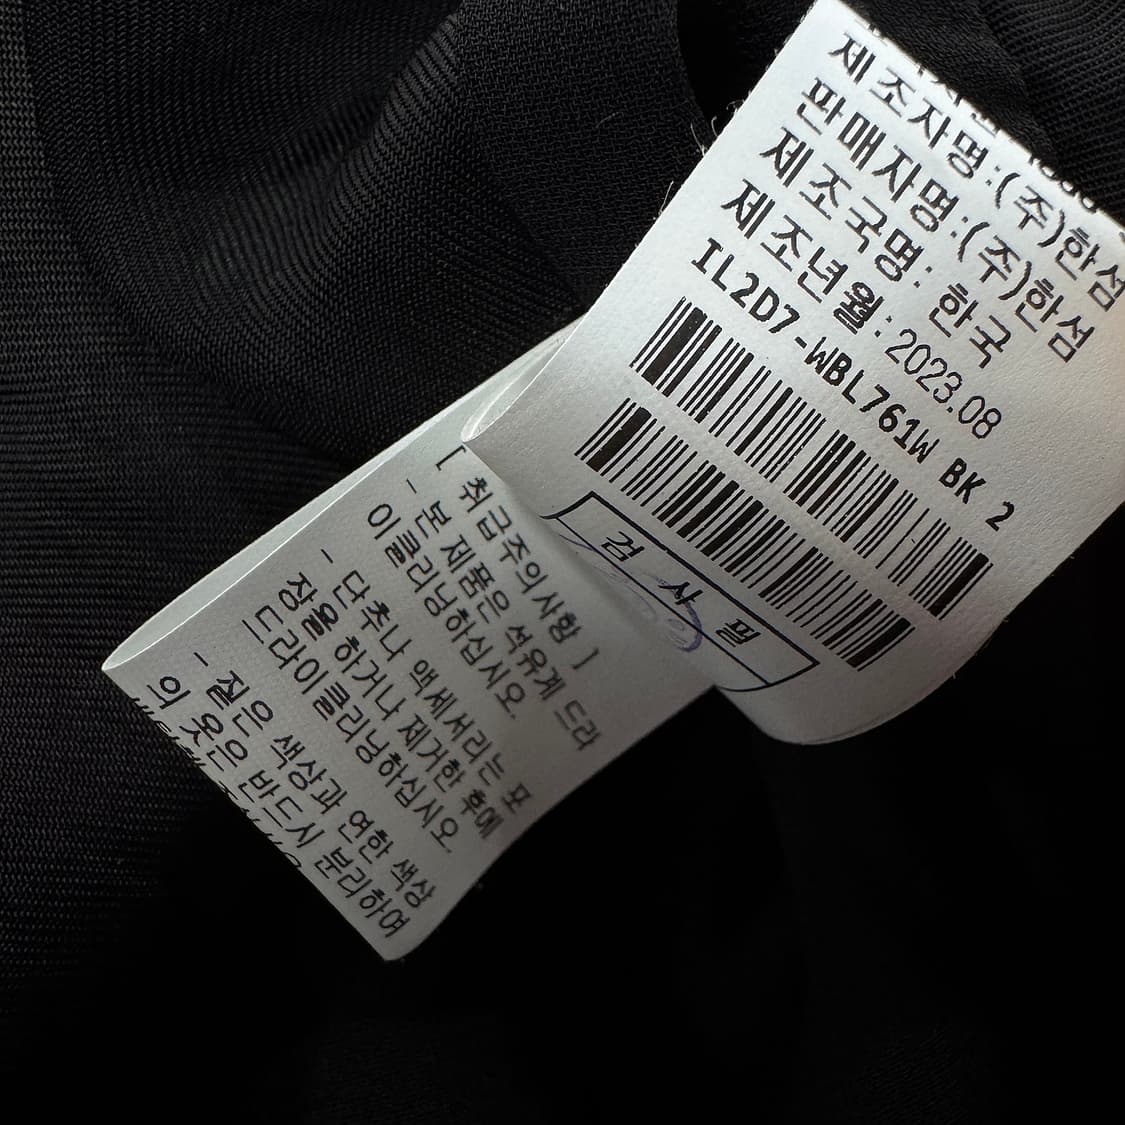 제조자명:(주)한섬
판매자명:(주)한섬
제조국명: 한국
제조년월:2023.08
IL2D7-WBL761W BK 2
검사필
[ 취급주의사항 ]
- 본 제품은 석유계 드라
이클리닝하십시오.
- 단추나 액세서리는 포
장을 하거나 제거한 후에
드라이클리닝하십시오
- 짙은 색상과 연한 색상
의 옷은 반드시 분리하여